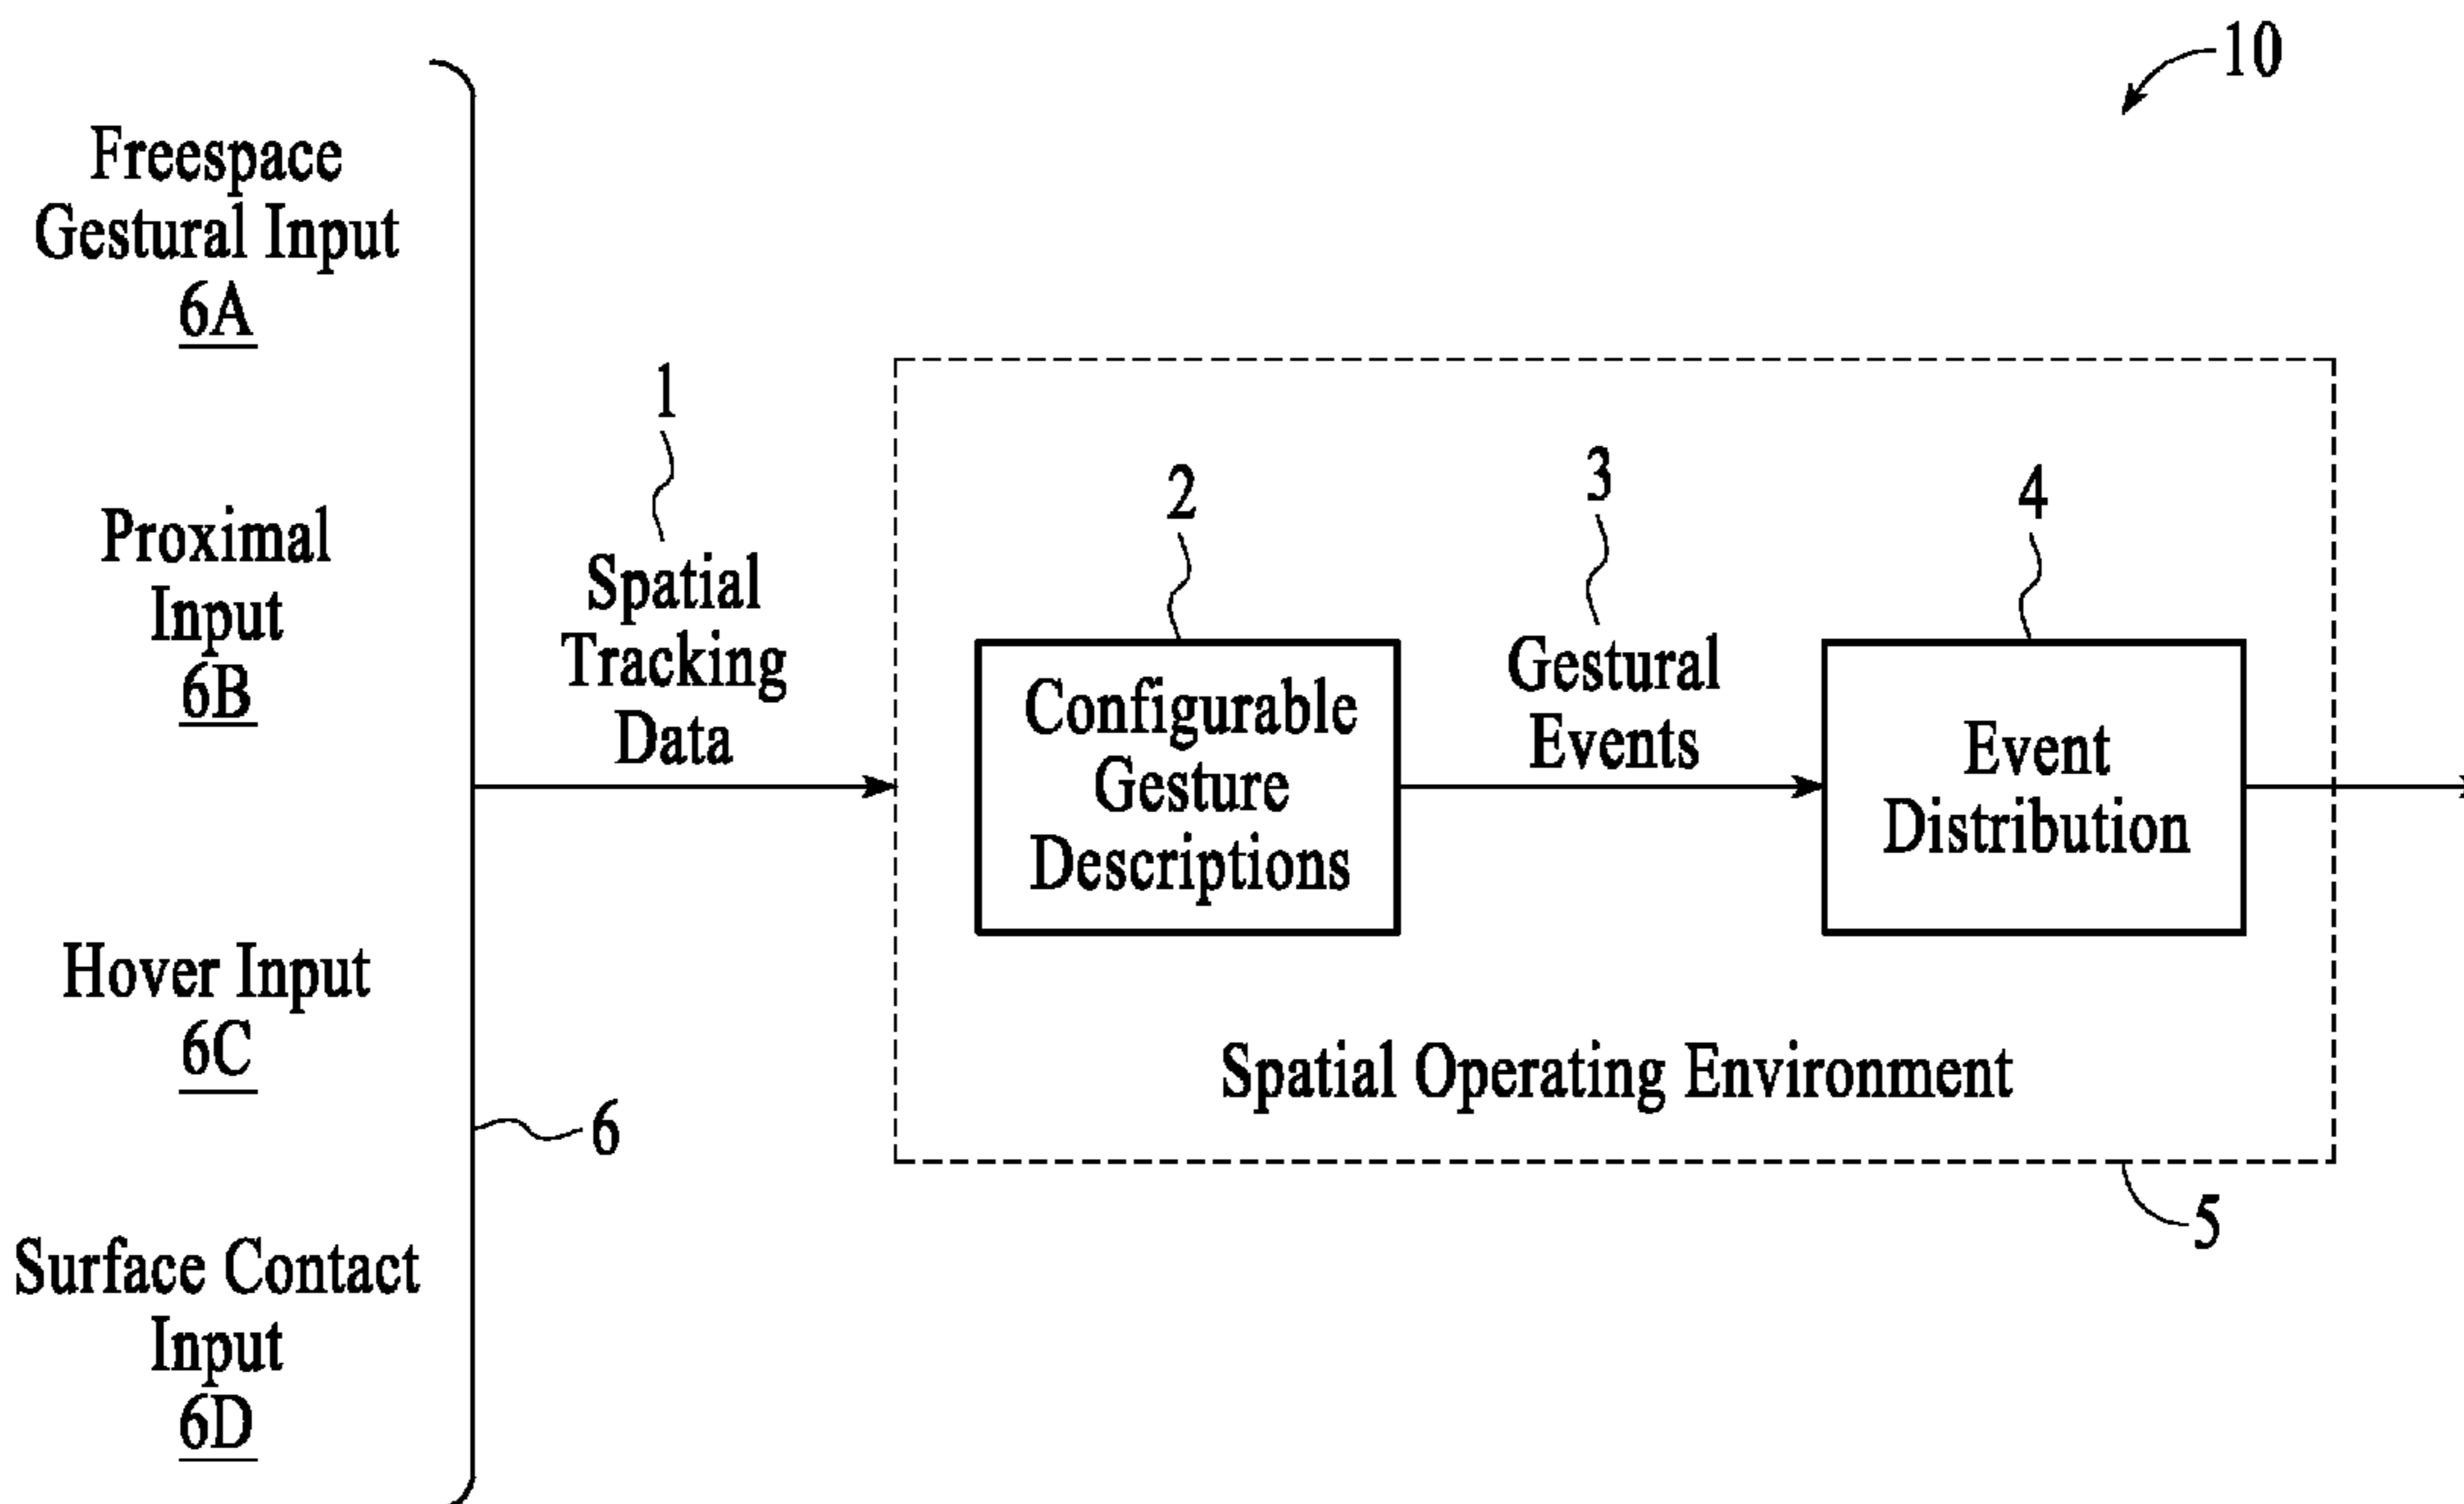 10
Freespace
Gestural Input
6A
Proximal
Input
6B
Hover Input
6C
Surface Contact
Input
6D
6
1
Spatial
Tracking
Data
2
Configurable
Gesture
Descriptions
3
Gestural
Events
4
Event
Distribution
Spatial Operating Environment
5